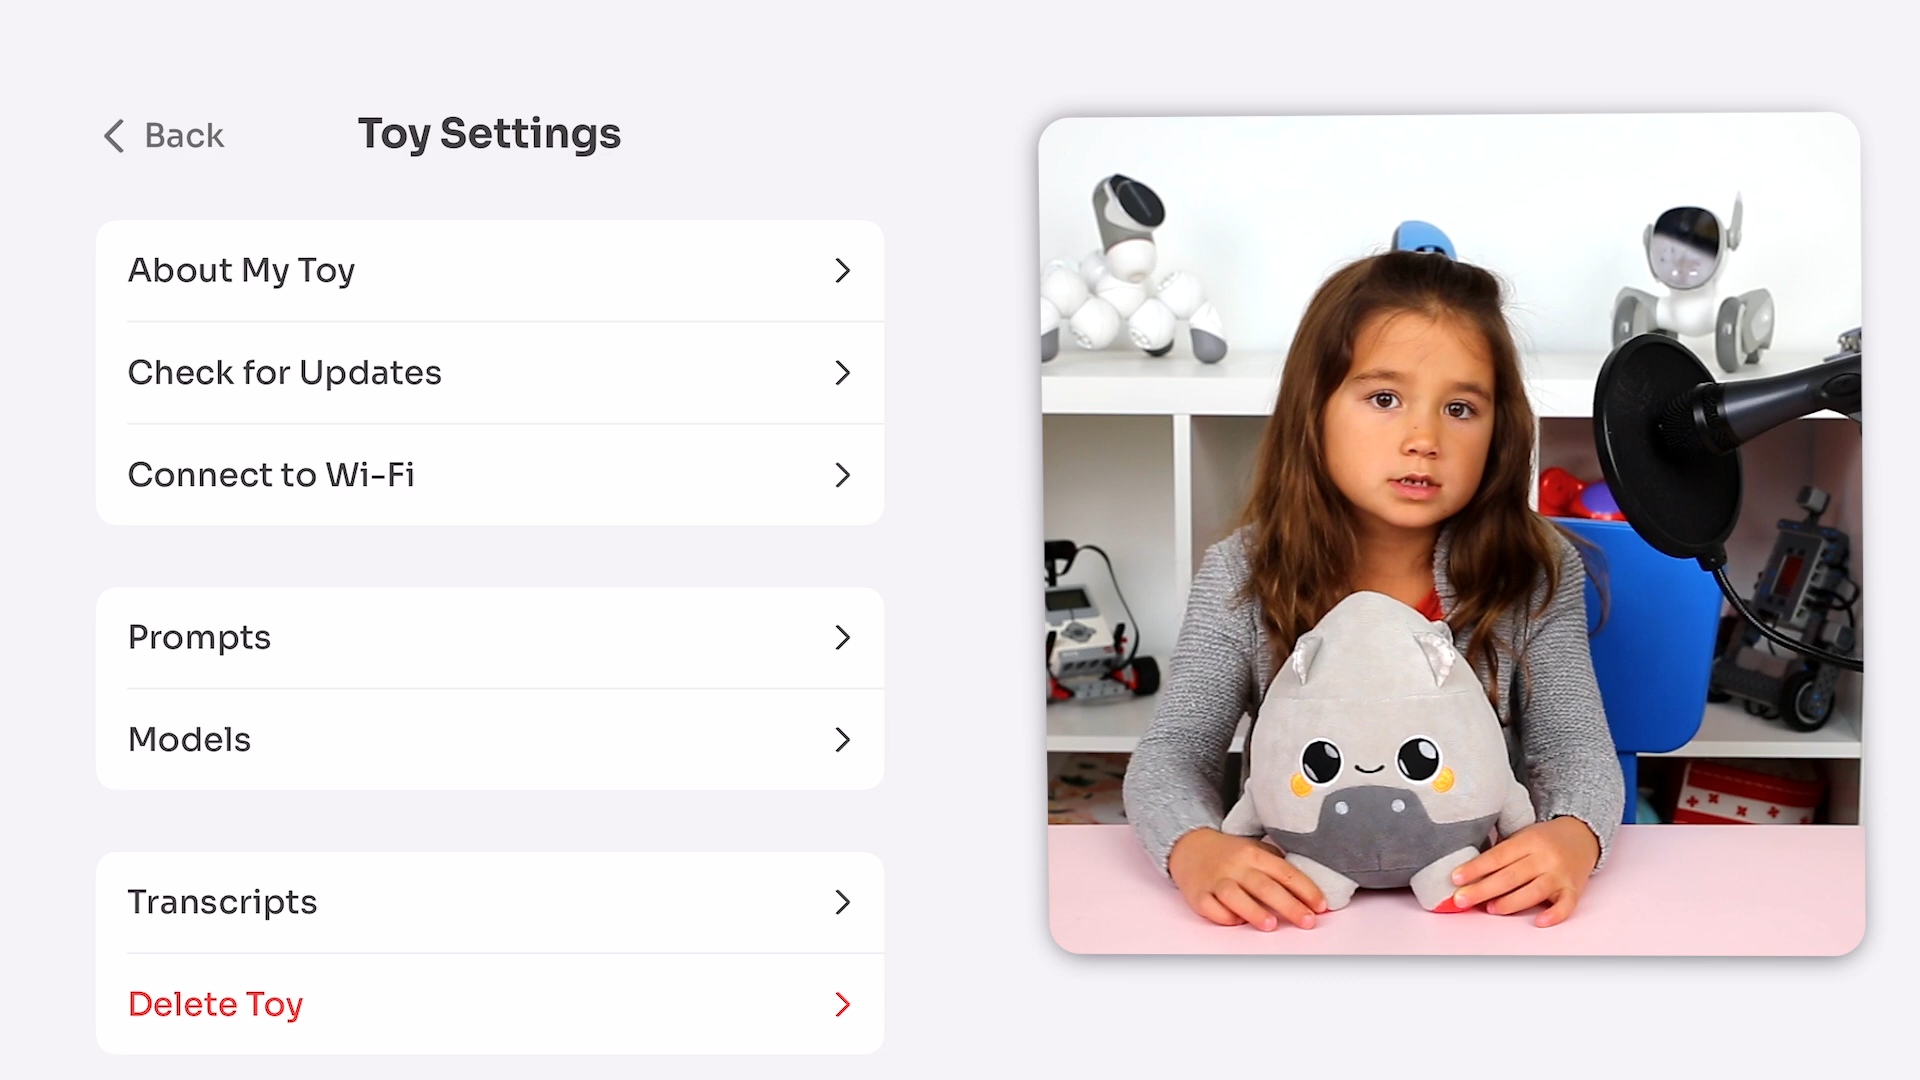 Back
Toy Settings
About My Toy
Check for Updates
Connect to Wi-Fi
Prompts
Models
Transcripts
Delete Toy